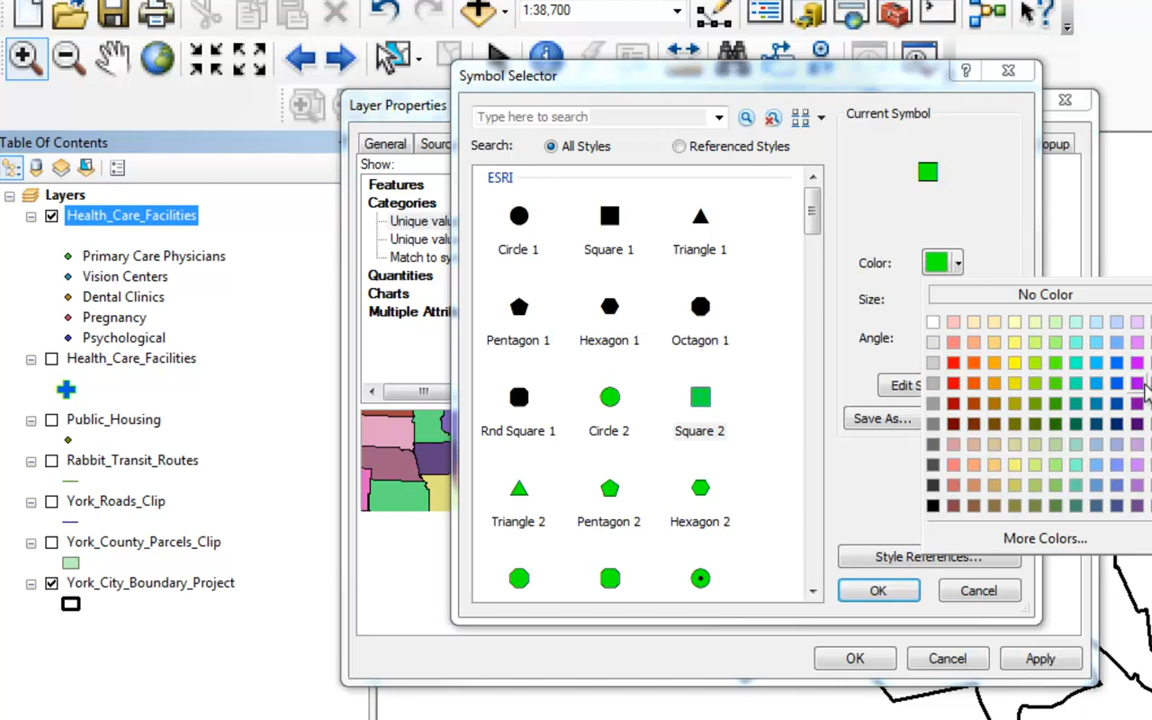 1:38,700
Symbol Selector
Layer Properties
Table Of Contents
Layers
Health_Care_Facilities
Primary Care Physicians
Vision Centers
Dental Clinics
Pregnancy
Psychological
Health_Care_Facilities
Public_Housing
Rabbit_Transit_Routes
York_Roads_Clip
York_County_Parcels_Clip
York_City_Boundary_Project
General
Show:
Features
Categories
Unique
Match to
Quantities
Charts
Type here to search
Search: All Styles Referenced Styles
ESRI
Circle 1 Square 1 Triangle 1
Pentagon 1 Hexagon 1 Octagon 1
Rnd Square 1 Circle 2 Square 2
Triangle 2 Pentagon 2 Hexagon 2
Current Symbol
Color:
Size:
Angle:
No Color
More Colors...
Save As...
Style References...
OK Cancel
OK Cancel Apply